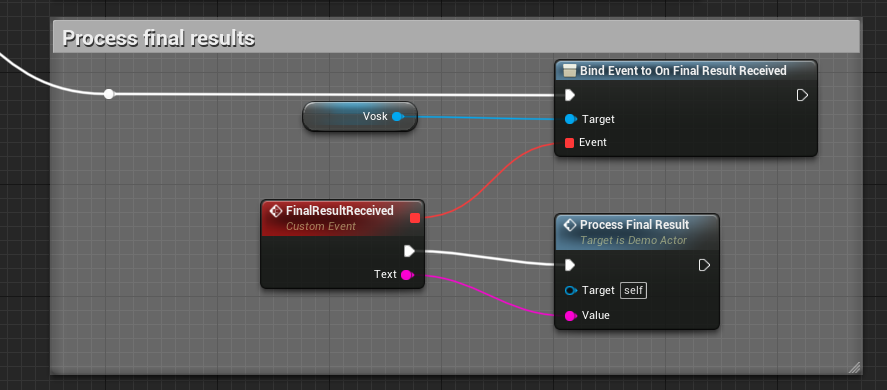 Process final results
Bind Event to On Final Result Received
Vosk
Target
Event
FinalResultReceived
Custom Event
Text
Process Final Result
Target is Demo Actor
Target self
Value